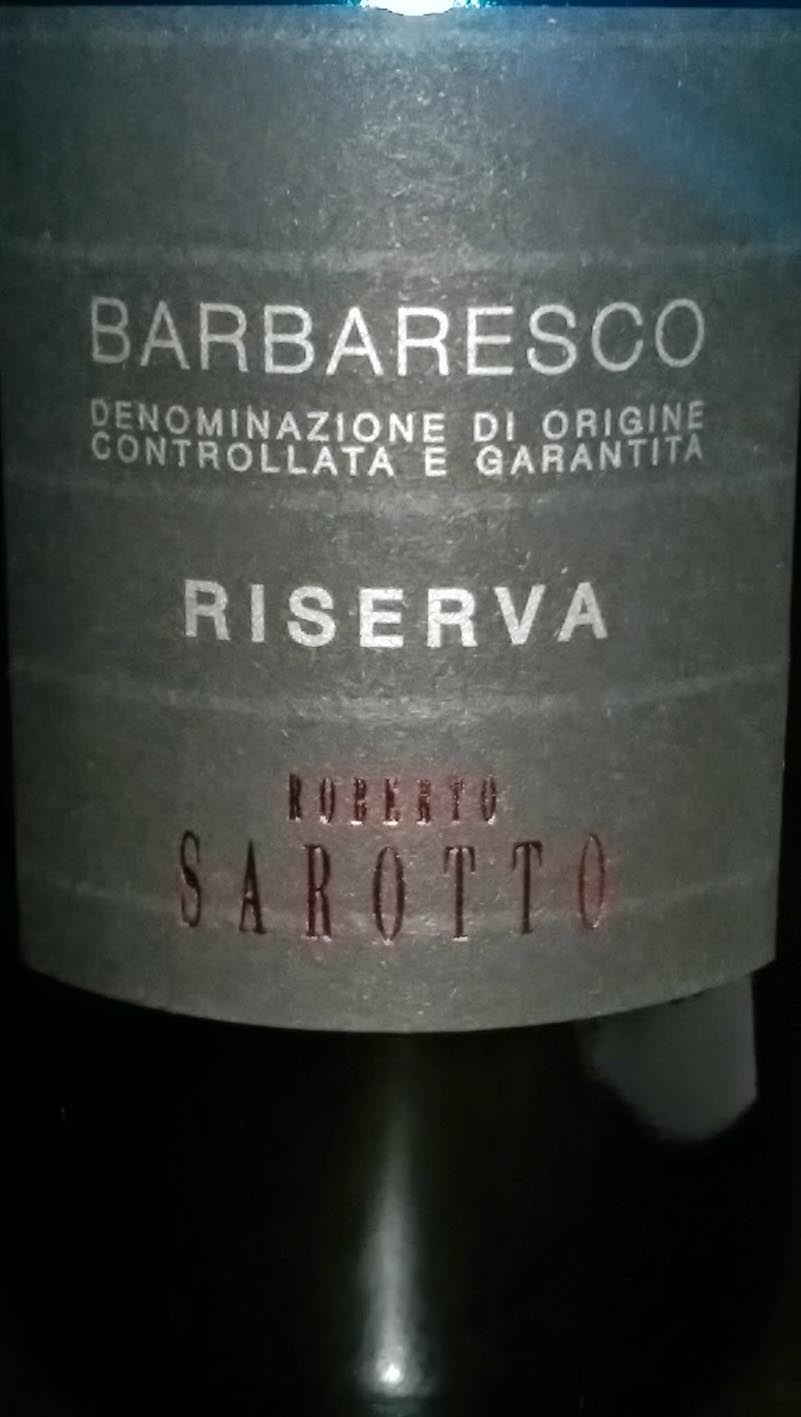 BARBARESCO
DENOMINAZIONE DI ORIGINE
CONTROLLATA E GARANTITA
RISERVA
ROBERTO
SAROTTO